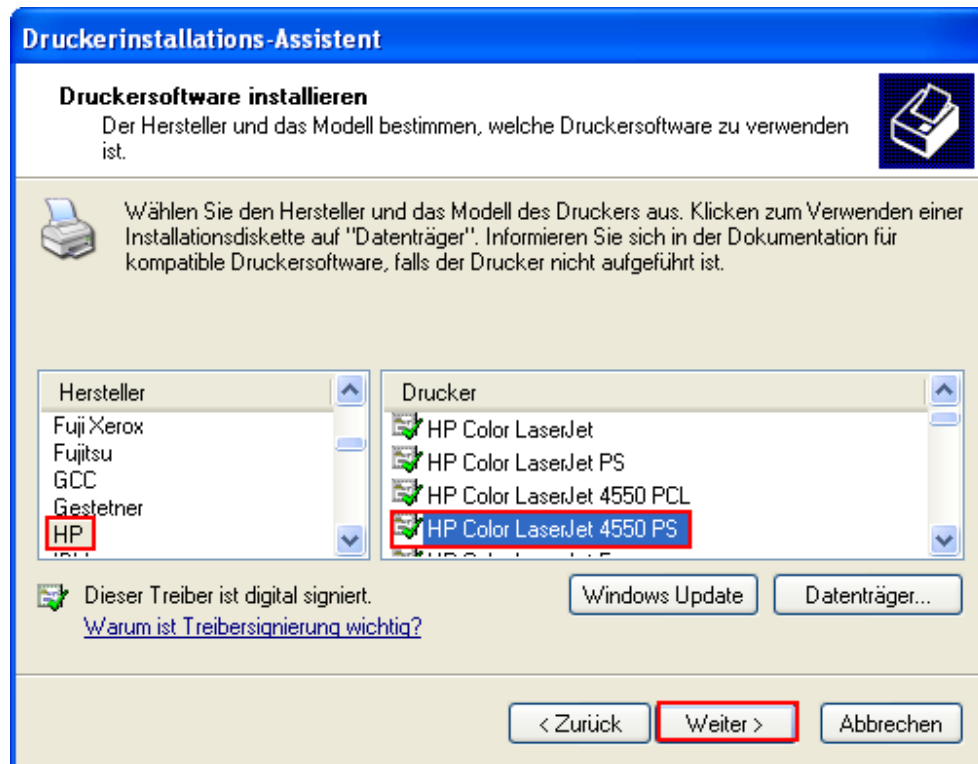 Druckerinstallations-Assistent
Druckersoftware installieren
Der Hersteller und das Modell bestimmen, welche Druckersoftware zu verwenden
ist.
Wählen Sie den Hersteller und das Modell des Druckers aus. Klicken zum Verwenden einer
Installationsdiskette auf "Datenträger". Informieren Sie sich in der Dokumentation für
kompatible Druckersoftware, falls der Drucker nicht aufgeführt ist.
Hersteller
Fuji Xerox
Fujitsu
GCC
Gestetner
HP
Drucker
HP Color LaserJet
HP Color LaserJet PS
HP Color LaserJet 4550 PCL
HP Color LaserJet 4550 PS
Dieser Treiber ist digital signiert.
Warum ist Treibersignierung wichtig?
Windows Update
Datenträger...
< Zurück
Weiter >
Abbrechen